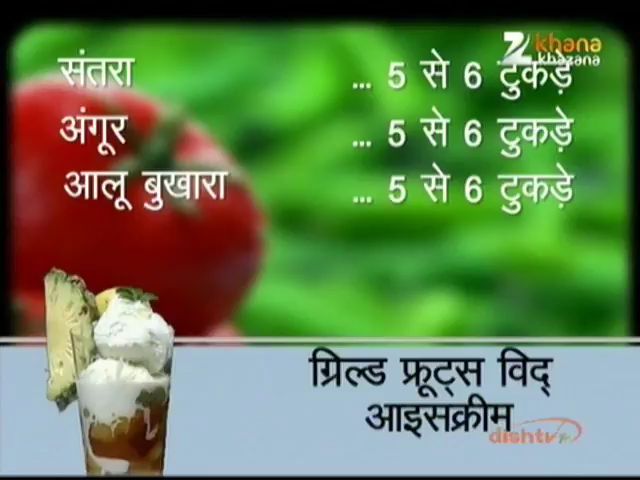 Z khana khazana
संतरा ... 5 से 6 टुकड़े
अंगूर ... 5 से 6 टुकड़े
आलू बुखारा ... 5 से 6 टुकड़े
ग्रिल्ड फ्रूट्स विद्
आइसक्रीम
dishtv